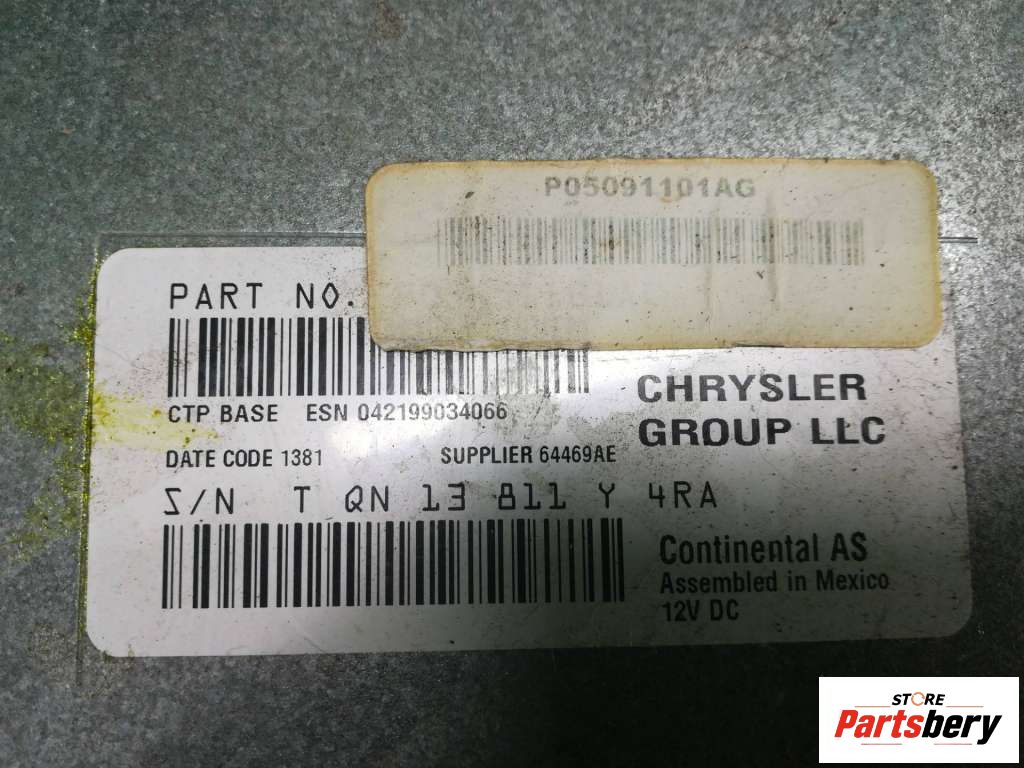 P05091101AG
PART NO.
CTP BASE ESN 042199034066
CHRYSLER
GROUP LLC
DATE CODE 1381 SUPPLIER 64469AE
S/N T QN 13 811 Y 4RA
Continental AS
Assembled in Mexico
12V DC
STORE
Partsbery